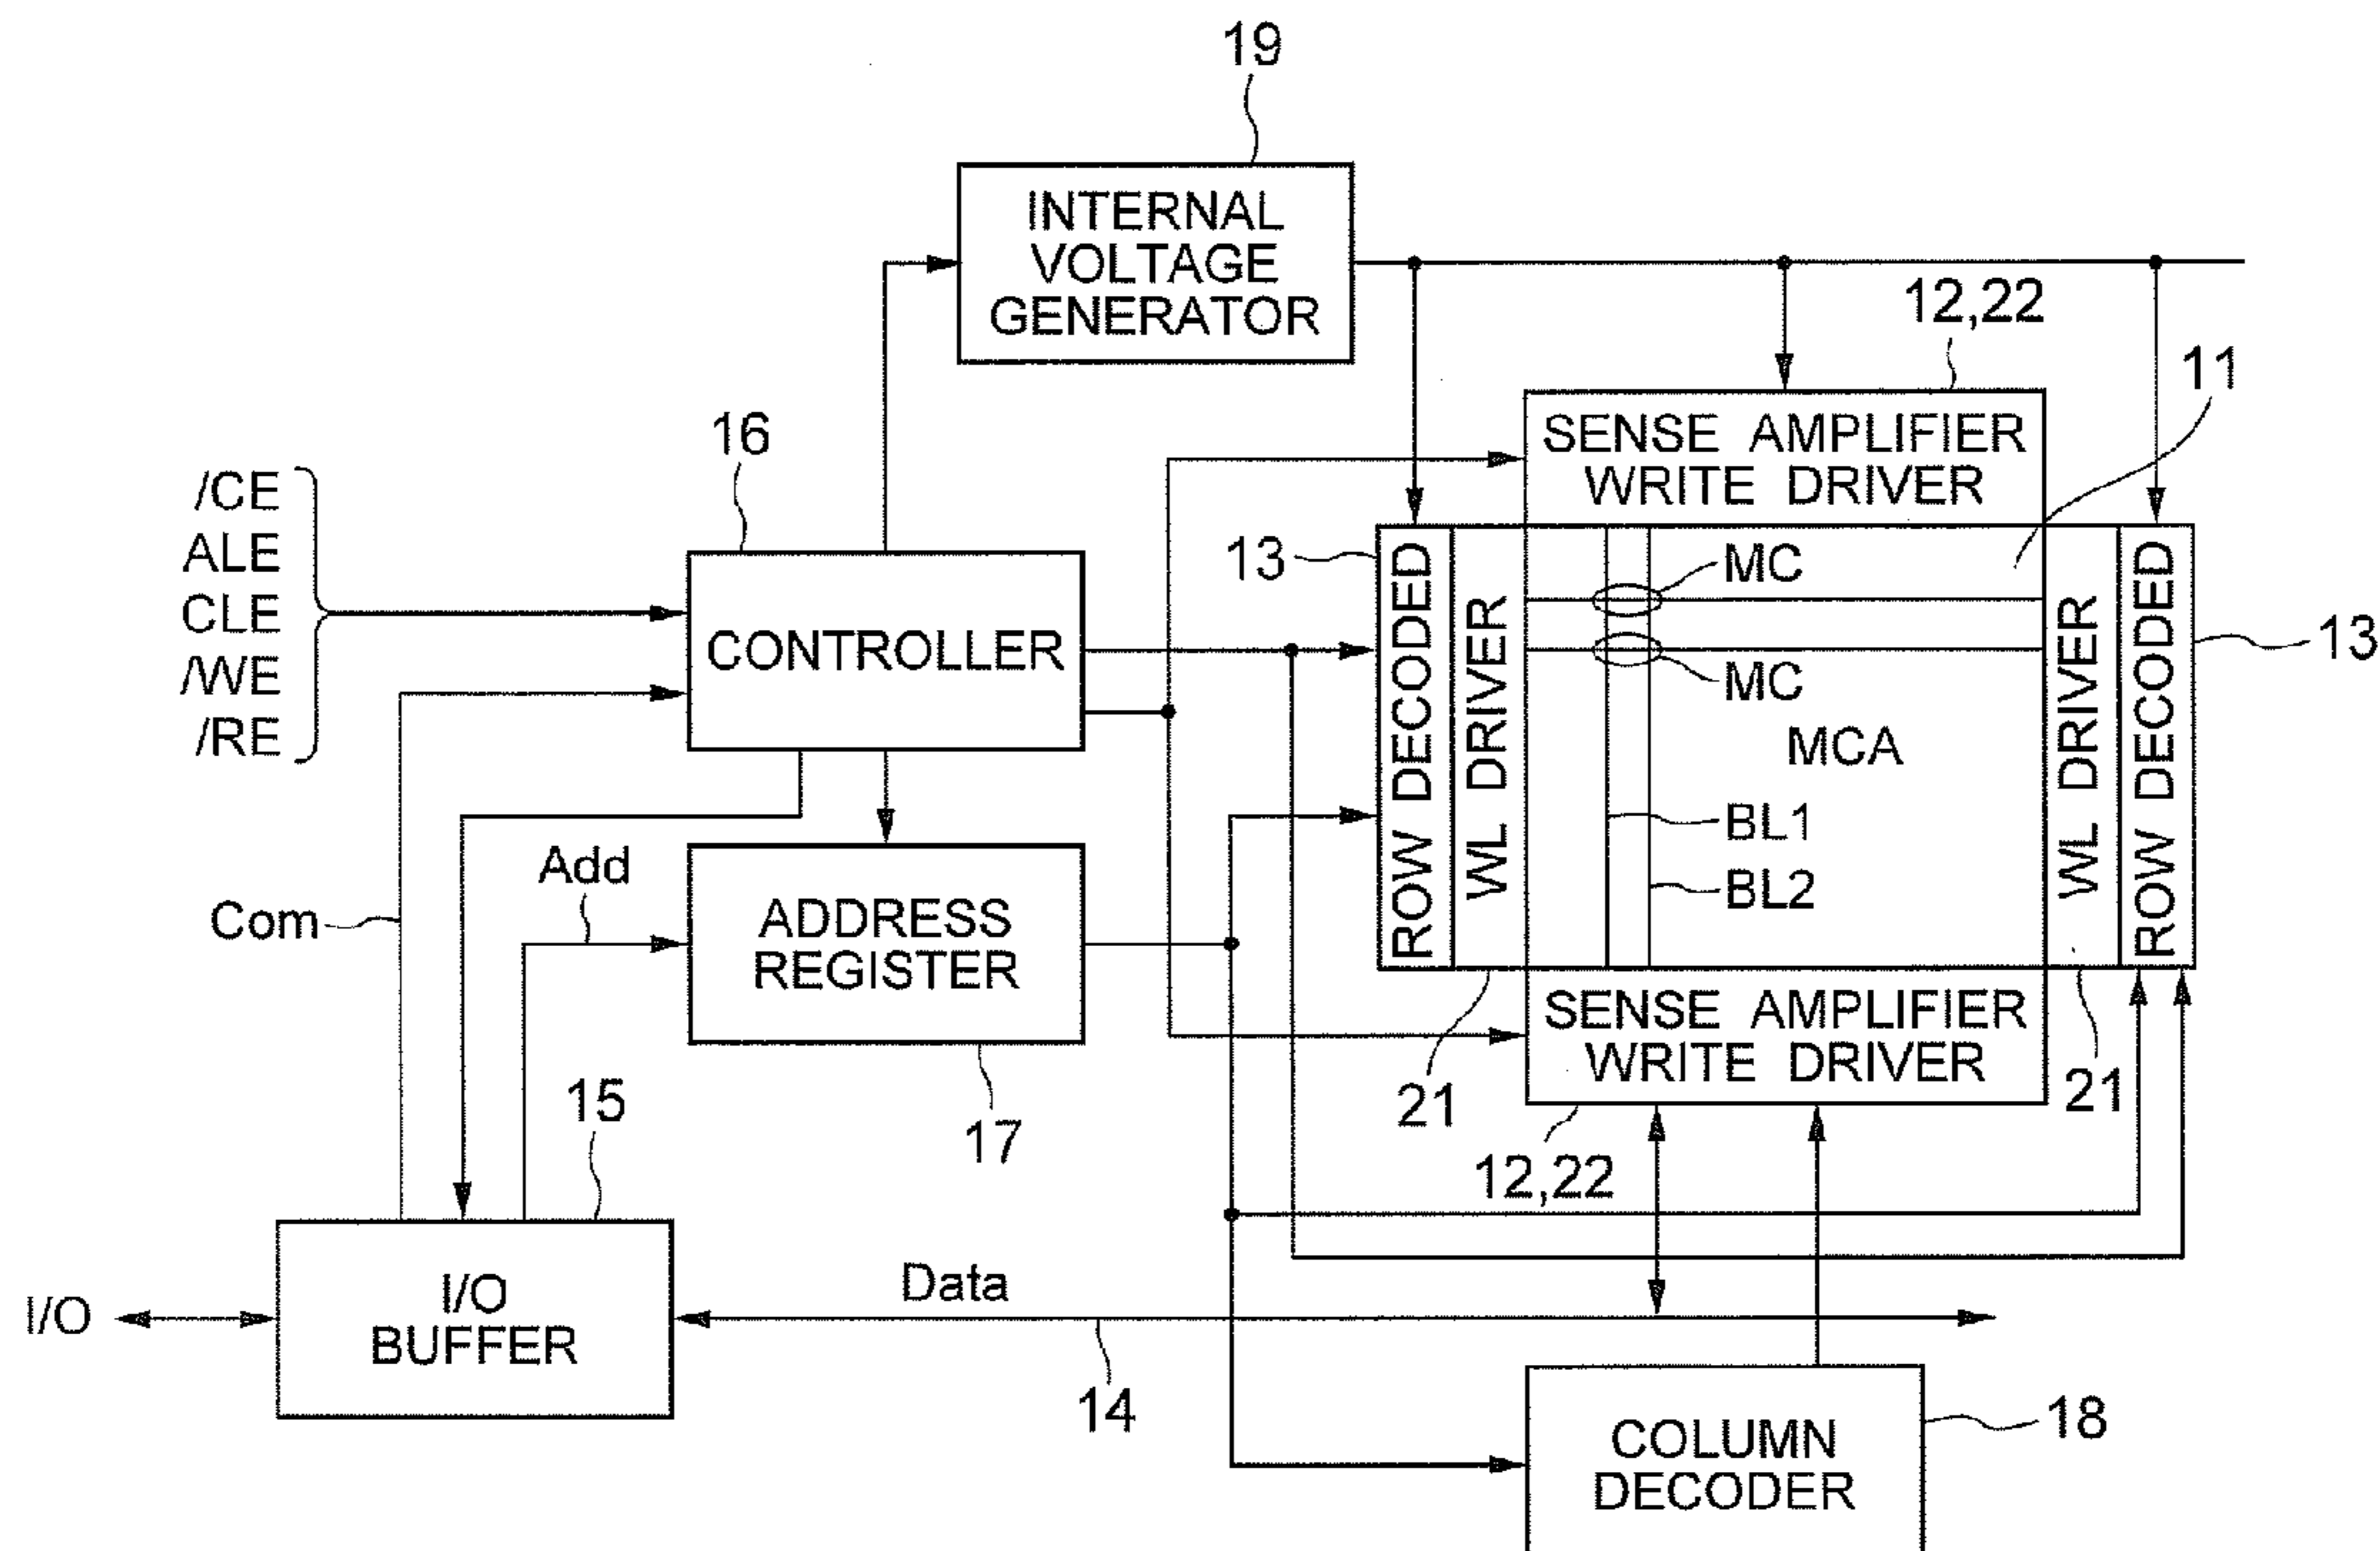 19
INTERNAL
VOLTAGE
GENERATOR
12,22
11
16
SENSE AMPLIFIER
WRITE DRIVER
/CE
ALE
CLE
/WE
/RE
CONTROLLER
13
ROW DECODED
WL DRIVER
MC
MC
MCA
BL1
BL2
WL DRIVER
ROW DECODED
13
Com
Add
ADDRESS
REGISTER
SENSE AMPLIFIER
WRITE DRIVER
15
17
21
21
12,22
I/O
I/O
BUFFER
Data
14
18
COLUMN
DECODER